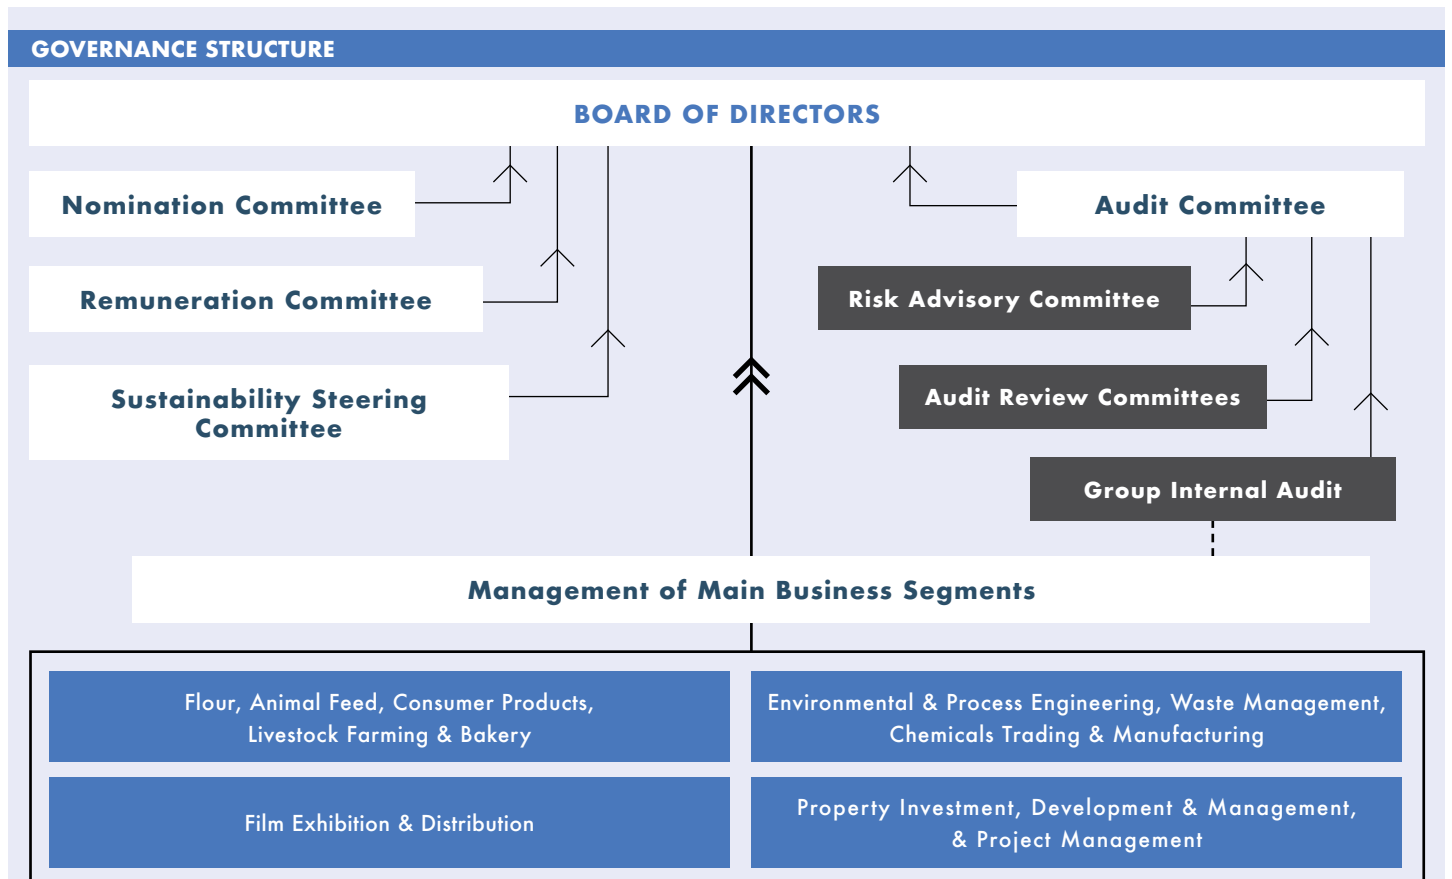 GOVERNANCE STRUCTURE
BOARD OF DIRECTORS
Nomination Committee
Audit Committee
Remuneration Committee
Risk Advisory Committee
Sustainability Steering
Committee
Audit Review Committees
Group Internal Audit
Management of Main Business Segments
Flour, Animal Feed, Consumer Products,
Livestock Farming & Bakery
Environmental & Process Engineering, Waste Management,
Chemicals Trading & Manufacturing
Film Exhibition & Distribution
Property Investment, Development & Management,
& Project Management